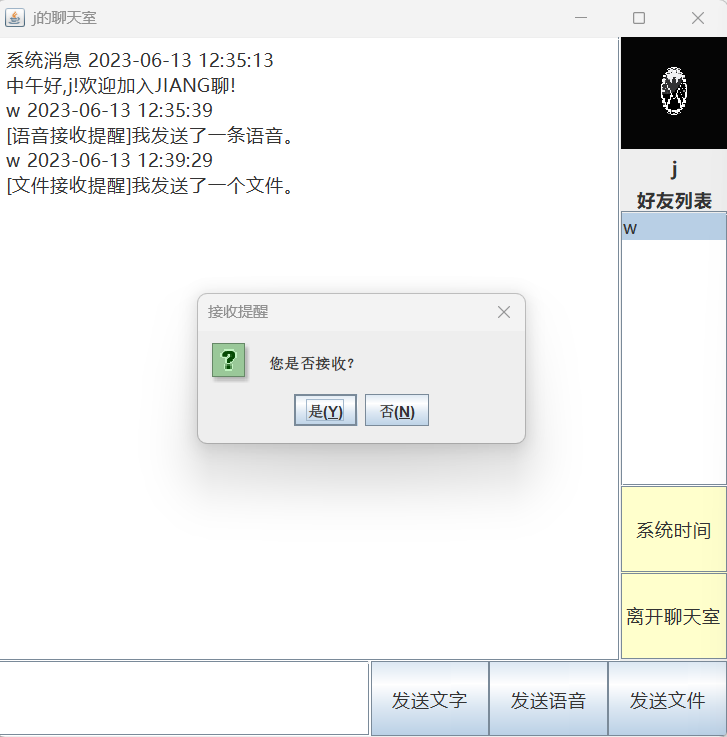 j的聊天室
系统消息 2023-06-13 12:35:13
中午好,j!欢迎加入JIANG聊!
w 2023-06-13 12:35:39
[语音接收提醒]我发送了一条语音。
w 2023-06-13 12:39:29
[文件接收提醒]我发送了一个文件。
j
好友列表
w
接收提醒
?
您是否接收?
是(Y)
否(N)
系统时间
离开聊天室
发送文字
发送语音
发送文件